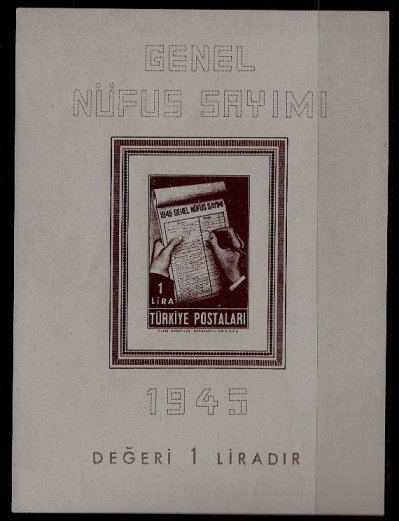 GENEL
NÜFUS SAYIMI
1945 GENEL NÜFUS SAYIMI
1
LİRA
TÜRKİYE POSTALARI
1945
DEĞERİ 1 LİRADIR